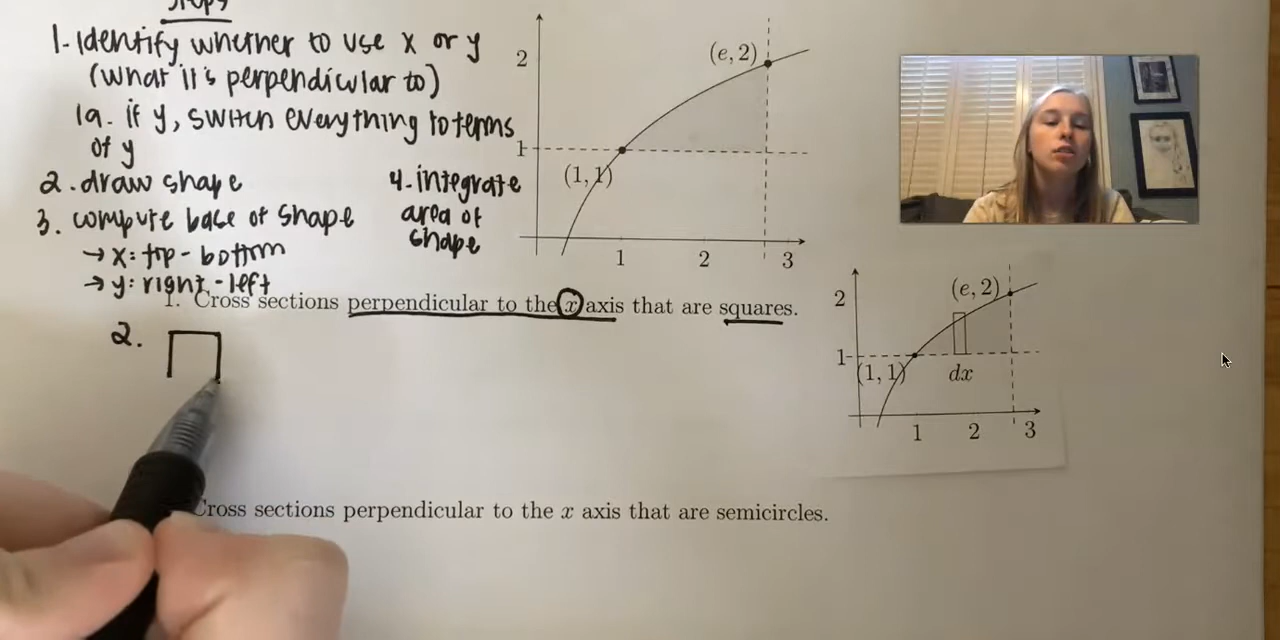 Steps
1. Identify whether to use x or y
(what it's perpendicular to)
1a. if y, switch everything to terms
of y
2. draw shape
3. compute base of shape
→ x: top - bottom
→ y: right - left
4. integrate
area of
shape
2
(e, 2)
1
(1, 1)
1 2 3
1. Cross sections perpendicular to the x axis that are squares.
2.
2
(e, 2)
1
(1, 1)
dx
1 2 3
Cross sections perpendicular to the x axis that are semicircles.